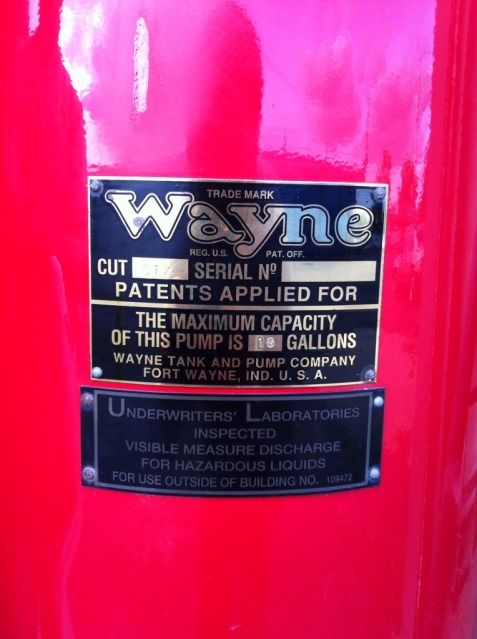 TRADE MARK
Wayne
REG. U.S. PAT. OFF.
CUT SERIAL Nº
PATENTS APPLIED FOR
THE MAXIMUM CAPACITY
OF THIS PUMP IS GALLONS
WAYNE TANK AND PUMP COMPANY
FORT WAYNE, IND. U. S. A.
UNDERWRITERS' LABORATORIES
INSPECTED
VISIBLE MEASURE DISCHARGE
FOR HAZARDOUS LIQUIDS
FOR USE OUTSIDE OF BUILDING NO. 109472